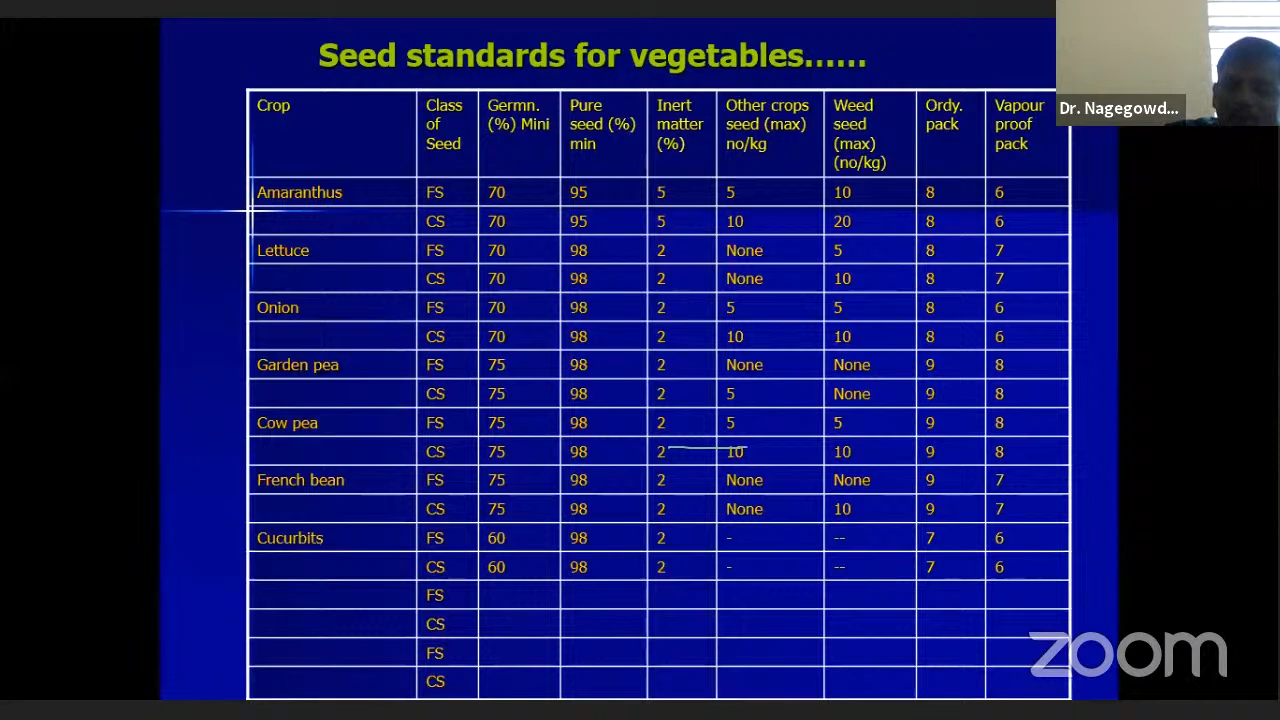 Seed standards for vegetables......
Dr. Nagegowd...
Crop Class of Seed Germn. (%) Mini Pure seed (%) min Inert matter (%) Other crops seed (max) no/kg Weed seed (max) (no/kg) Ordy. pack Vapour proof pack
Amaranthus FS 70 95 5 5 10 8 6
CS 70 95 5 10 20 8 6
Lettuce FS 70 98 2 None 5 8 7
CS 70 98 2 None 10 8 7
Onion FS 70 98 2 5 5 8 6
CS 70 98 2 10 10 8 6
Garden pea FS 75 98 2 None None 9 8
CS 75 98 2 5 None 9 8
Cow pea FS 75 98 2 5 5 9 8
CS 75 98 2 10 10 9 8
French bean FS 75 98 2 None None 9 7
CS 75 98 2 None 10 9 7
Cucurbits FS 60 98 2 - -- 7 6
CS 60 98 2 - -- 7 6
FS
CS
FS
CS
zoom